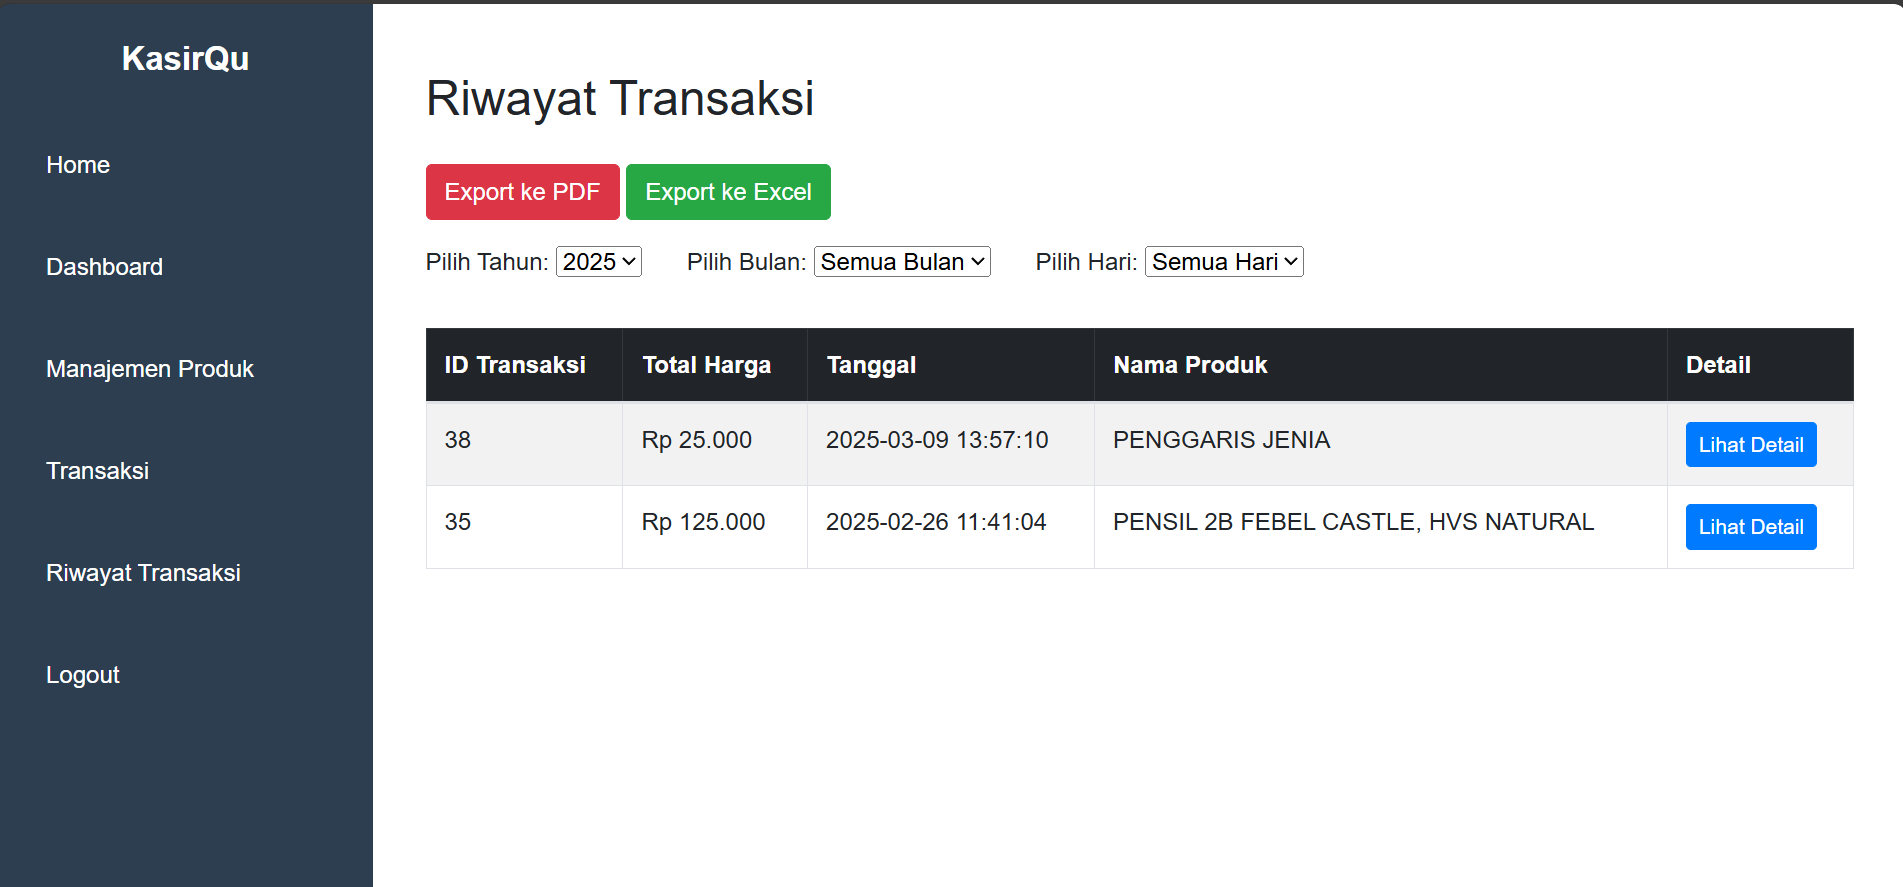 KasirQu
Home
Dashboard
Manajemen Produk
Transaksi
Riwayat Transaksi
Logout
Riwayat Transaksi
Export ke PDF Export ke Excel
Pilih Tahun: 2025 Pilih Bulan: Semua Bulan Pilih Hari: Semua Hari
ID Transaksi Total Harga Tanggal Nama Produk Detail
38 Rp 25.000 2025-03-09 13:57:10 PENGGARIS JENIA Lihat Detail
35 Rp 125.000 2025-02-26 11:41:04 PENSIL 2B FEBEL CASTLE, HVS NATURAL Lihat Detail